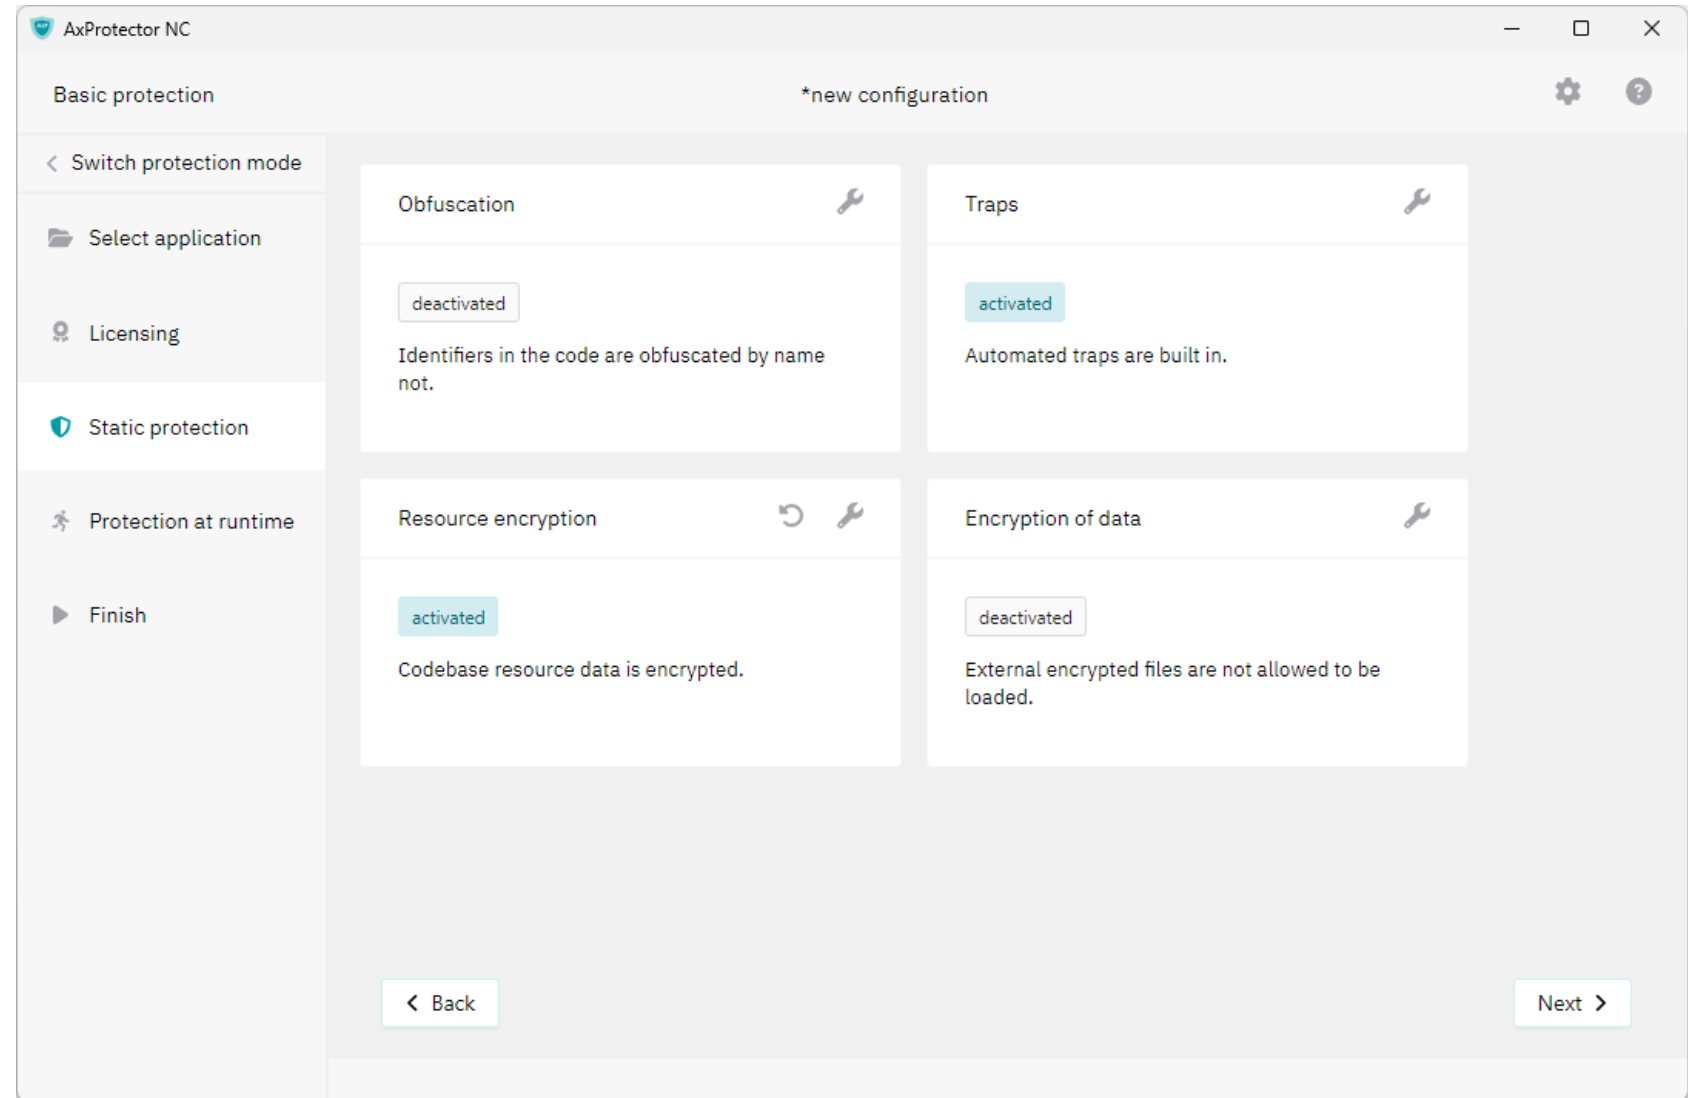 AxProtector NC
Basic protection
*new configuration
Switch protection mode
Select application
Licensing
Static protection
Protection at runtime
Finish
Obfuscation
deactivated
Identifiers in the code are obfuscated by name
not.
Traps
activated
Automated traps are built in.
Resource encryption
activated
Codebase resource data is encrypted.
Encryption of data
deactivated
External encrypted files are not allowed to be
loaded.
Back
Next